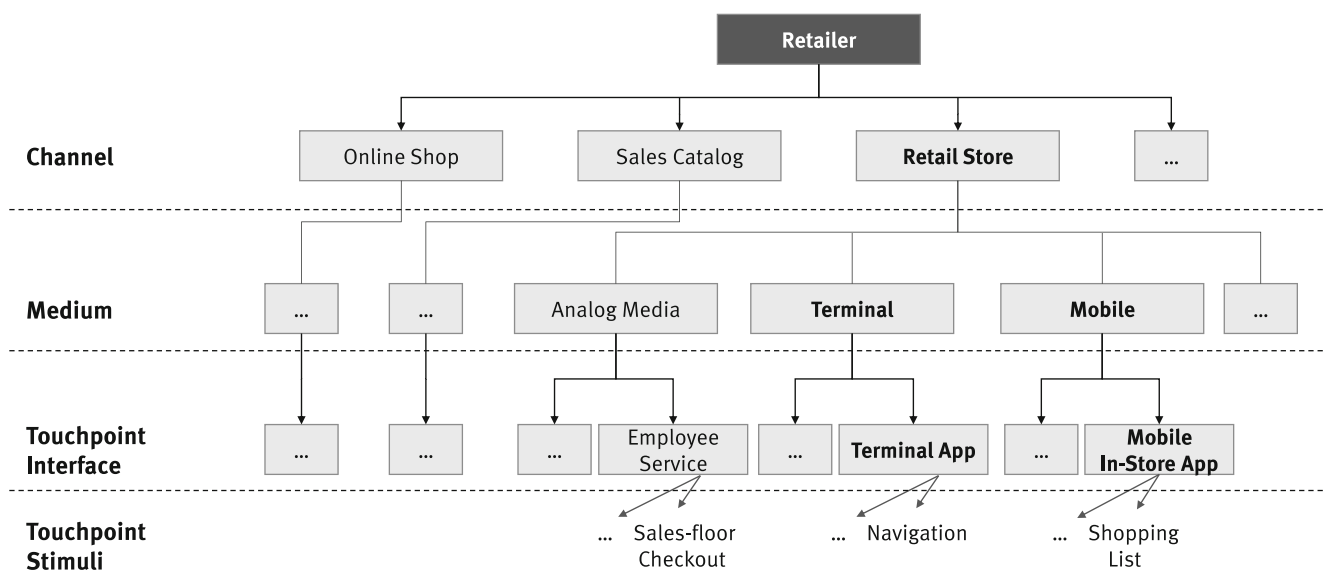 Retailer
Channel
Online Shop
Sales Catalog
Retail Store
...
Medium
...
...
Analog Media
Terminal
Mobile
...
Touchpoint
Interface
...
...
...
Employee
Service
...
Terminal App
...
Mobile
In-Store App
Touchpoint
Stimuli
...
Sales-floor
Checkout
...
Navigation
...
Shopping
List